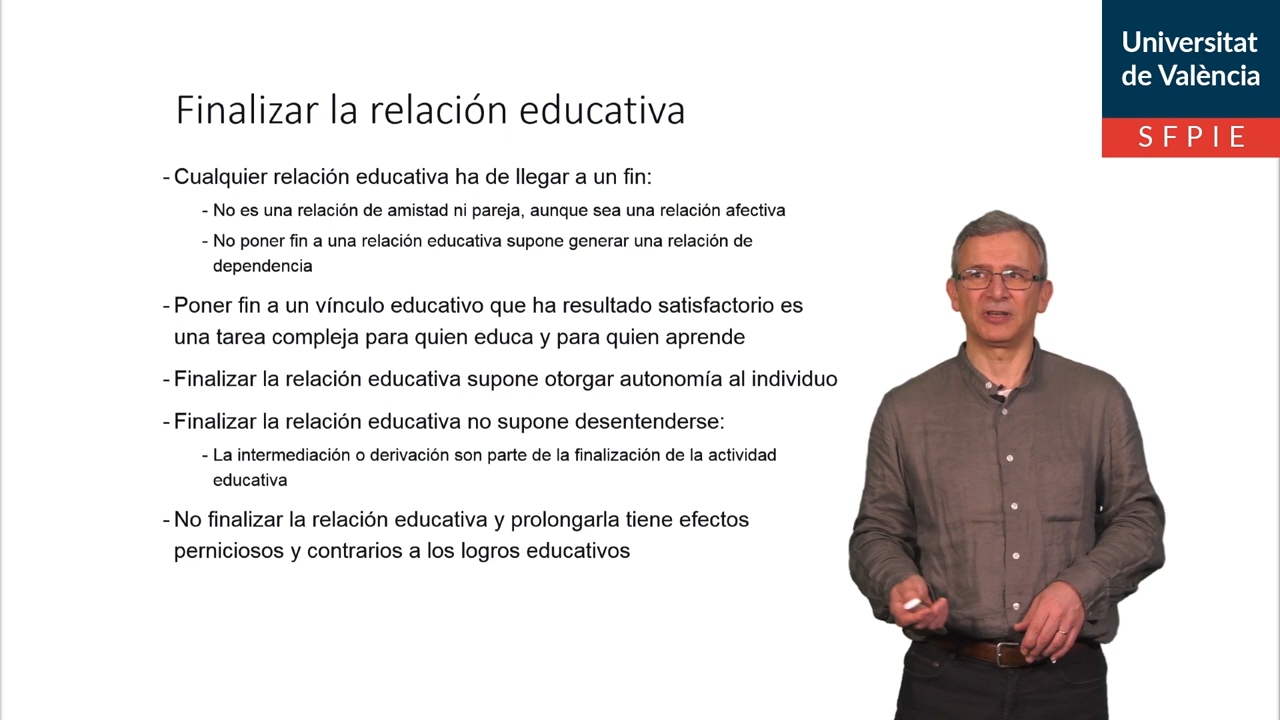 Universitat
de València
SFPIE
Finalizar la relación educativa
- Cualquier relación educativa ha de llegar a un fin:
- No es una relación de amistad ni pareja, aunque sea una relación afectiva
- No poner fin a una relación educativa supone generar una relación de
dependencia
- Poner fin a un vínculo educativo que ha resultado satisfactorio es
una tarea compleja para quien educa y para quien aprende
- Finalizar la relación educativa supone otorgar autonomía al individuo
- Finalizar la relación educativa no supone desentenderse:
- La intermediación o derivación son parte de la finalización de la actividad
educativa
- No finalizar la relación educativa y prolongarla tiene efectos
perniciosos y contrarios a los logros educativos